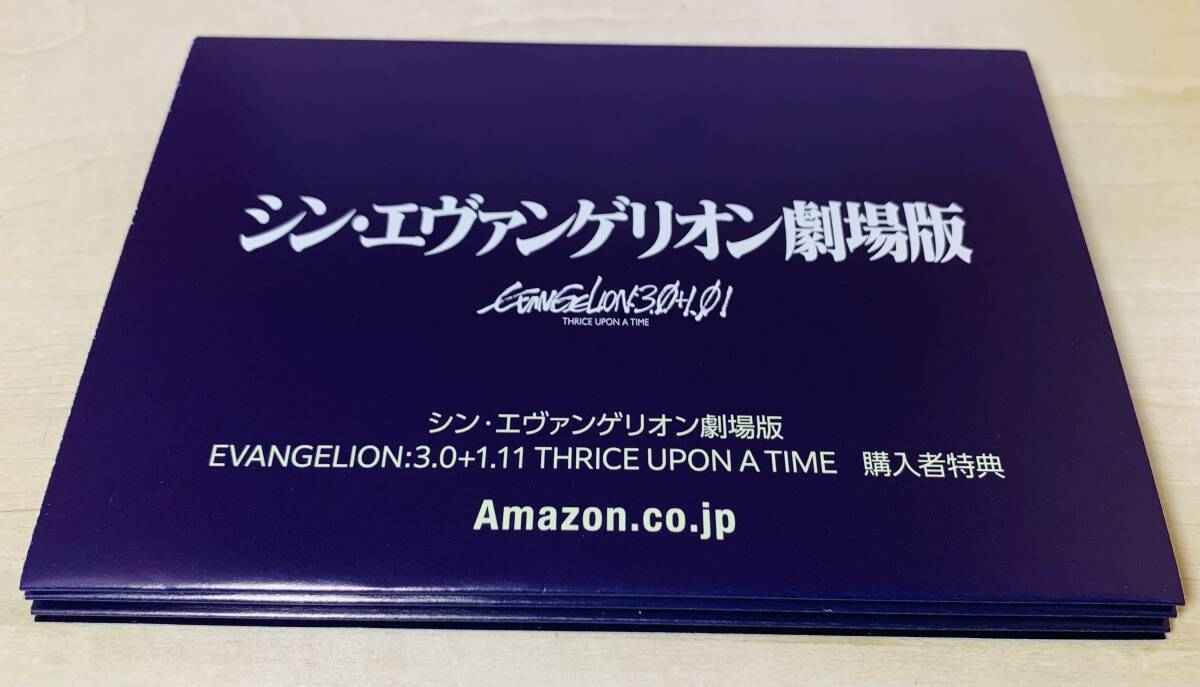 シン・エヴァンゲリオン劇場版
EVANGELION:3.0+1.01
THRICE UPON A TIME
シン・エヴァンゲリオン劇場版
EVANGELION:3.0+1.11 THRICE UPON A TIME 購入者特典
Amazon.co.jp